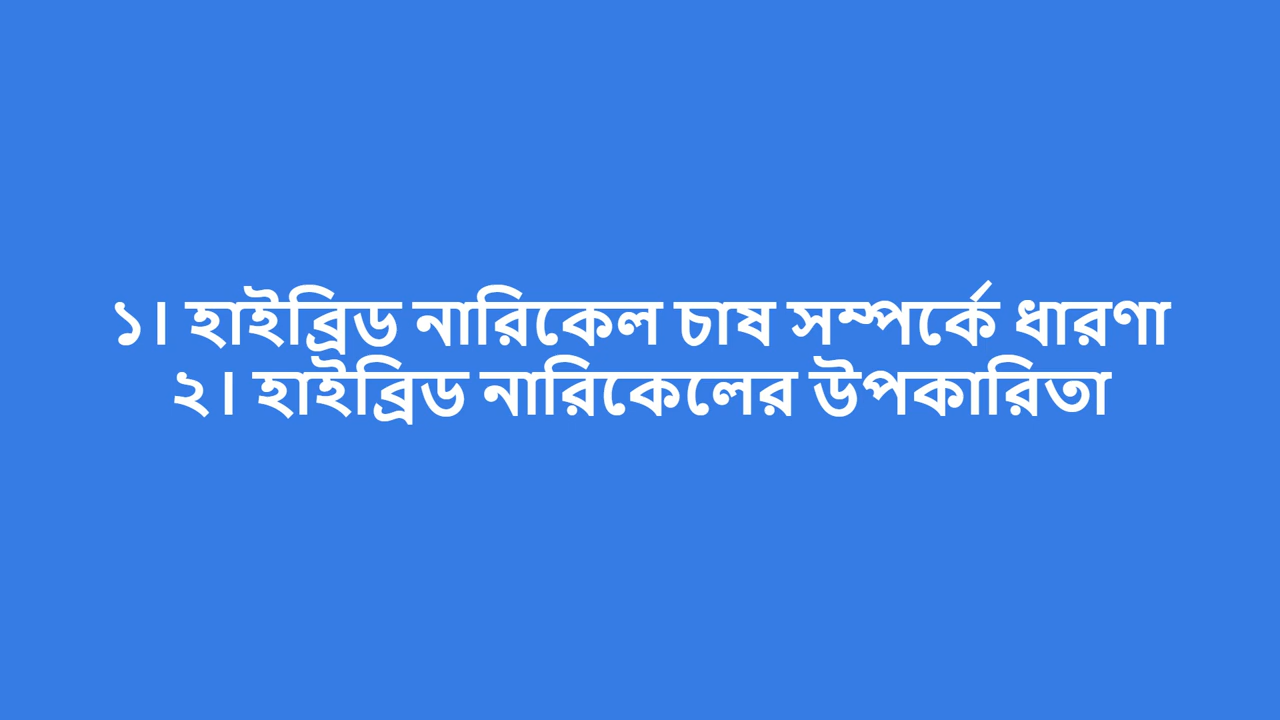 ১। হাইব্রিড নারিকেল চাষ সম্পর্কে ধারণা
২। হাইব্রিড নারিকেলের উপকারিতা